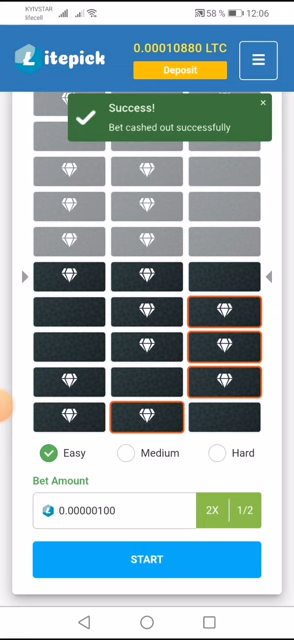 KYIVSTAR
lifecell
58 %
12:06
Litepick
0.00010880 LTC
Deposit
Success!
×
Bet cashed out successfully
Easy
Medium
Hard
Bet Amount
0.00000100
2X
1/2
START